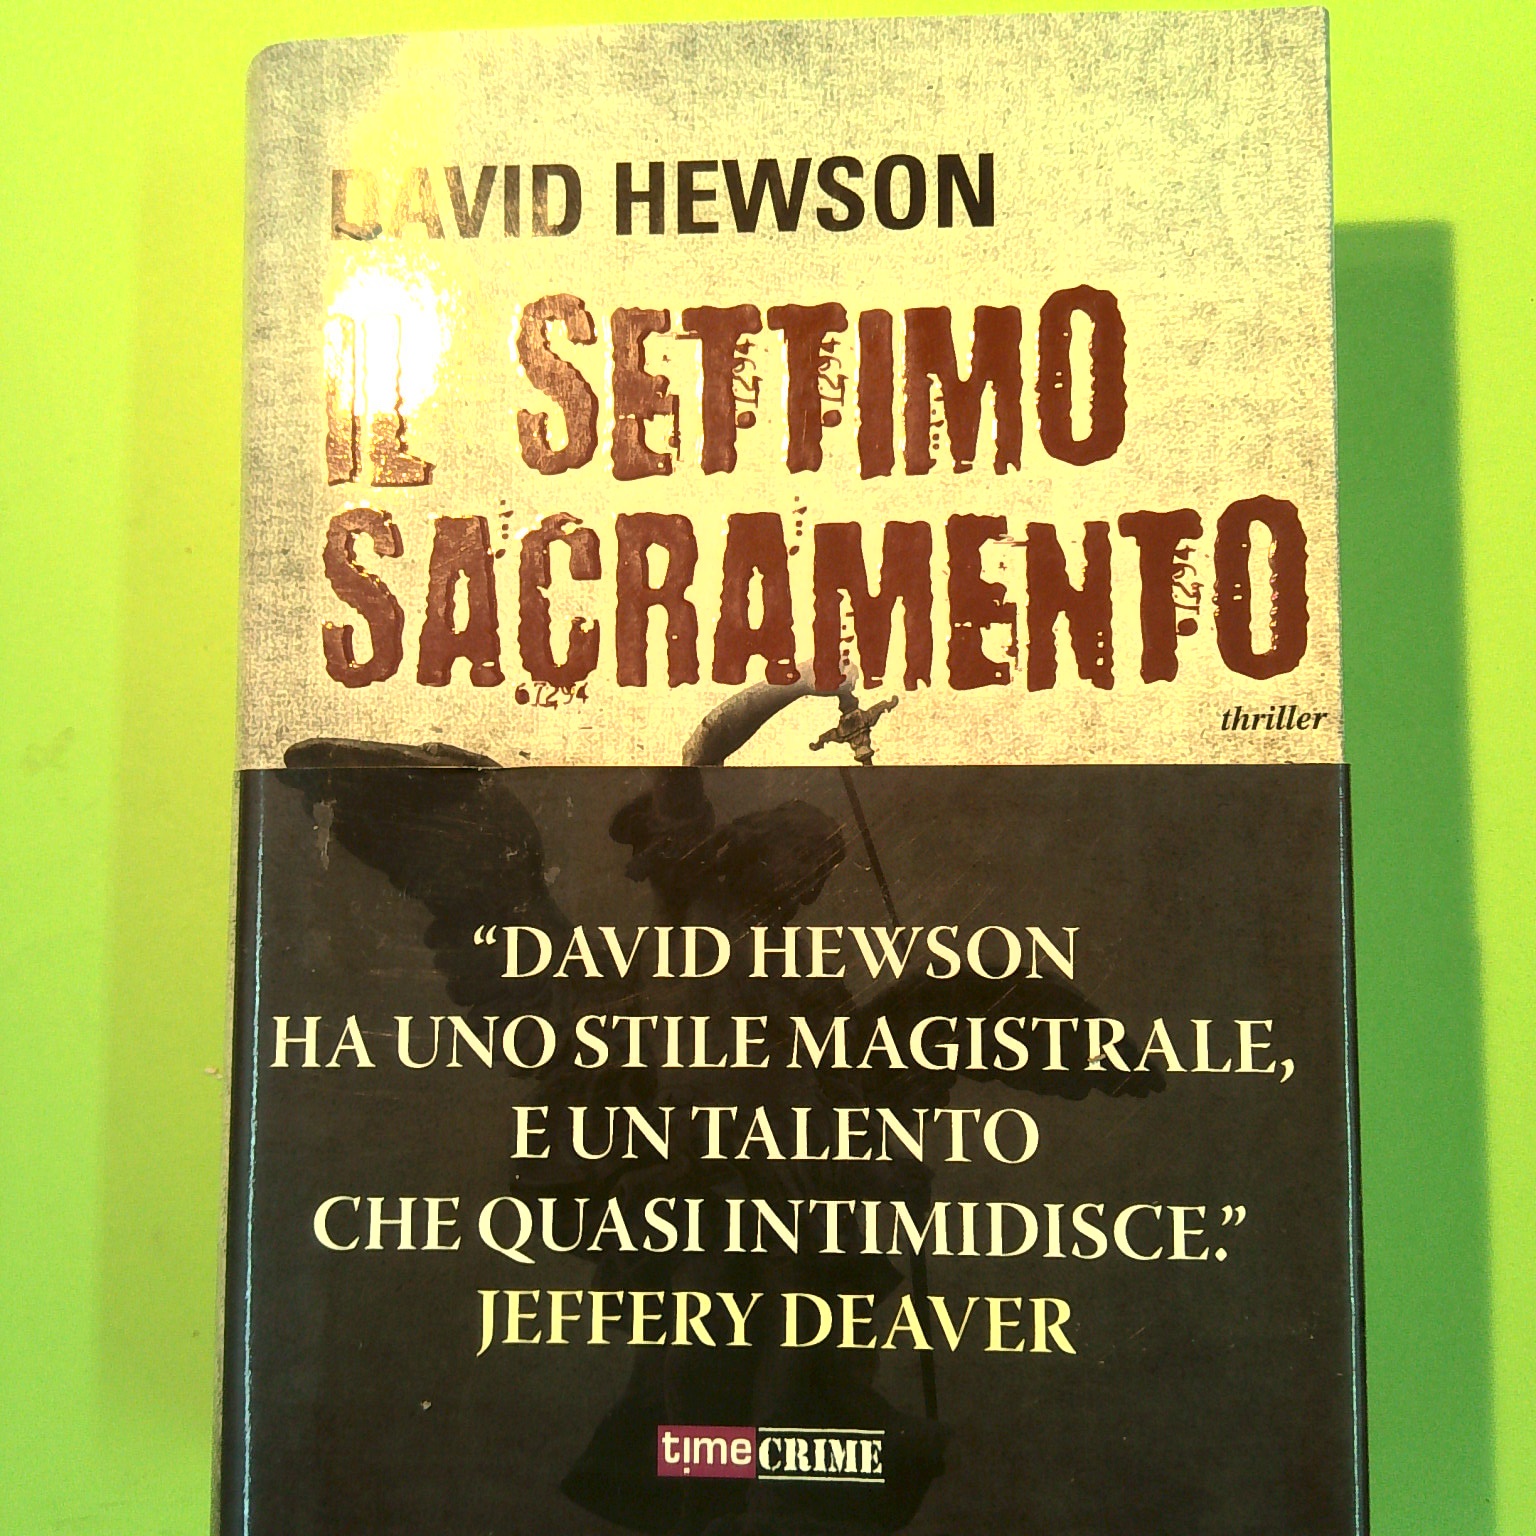 DAVID HEWSON
IL SETTIMO
SACRAMENTO
61294
thriller
“DAVID HEWSON
HA UNO STILE MAGISTRALE,
E UN TALENTO
CHE QUASI INTIMIDISCE.”
JEFFERY DEAVER
time CRIME